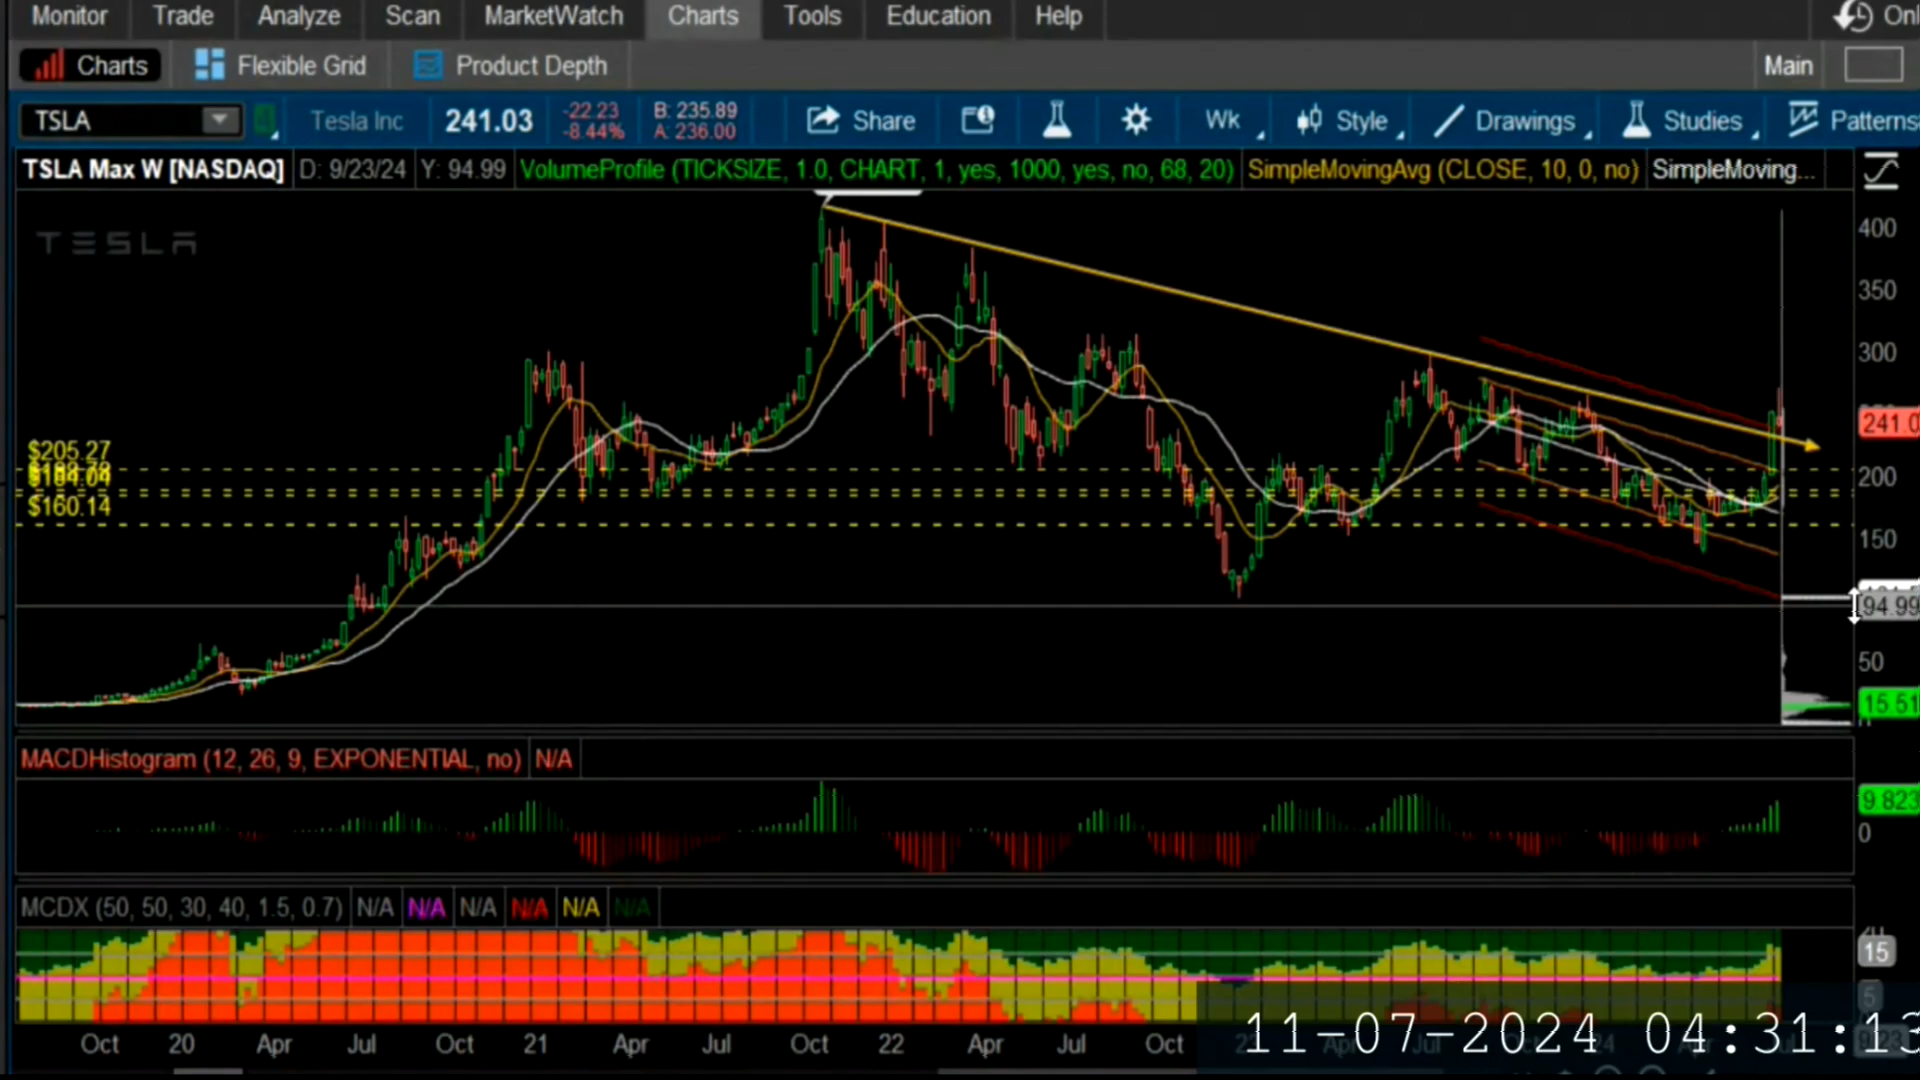 Monitor Trade Analyze Scan MarketWatch Charts Tools Education Help
Charts Flexible Grid Product Depth Main
TSLA Tesla Inc 241.03 -22.23 -8.44% B: 235.89 A: 236.00 Share Wk Style Drawings Studies Patterns
TSLA Max W [NASDAQ] D: 9/23/24 Y: 94.99 VolumeProfile (TICKSIZE, 1.0, CHART, 1, yes, 1000, yes, no, 68, 20) SimpleMovingAvg (CLOSE, 10, 0, no) SimpleMoving...
TESLA
400
350
300
241.0
200
150
94.99
50
15.51
$205.27
$160.14
MACDHistogram (12, 26, 9, EXPONENTIAL, no) N/A
9.823
0
MCDX (50, 50, 30, 40, 1.5, 0.7) N/A N/A N/A N/A N/A N/A
15
5
Oct 20 Apr Jul Oct 21 Apr Jul Oct 22 Apr Jul Oct
11-07-2024 04:31:13